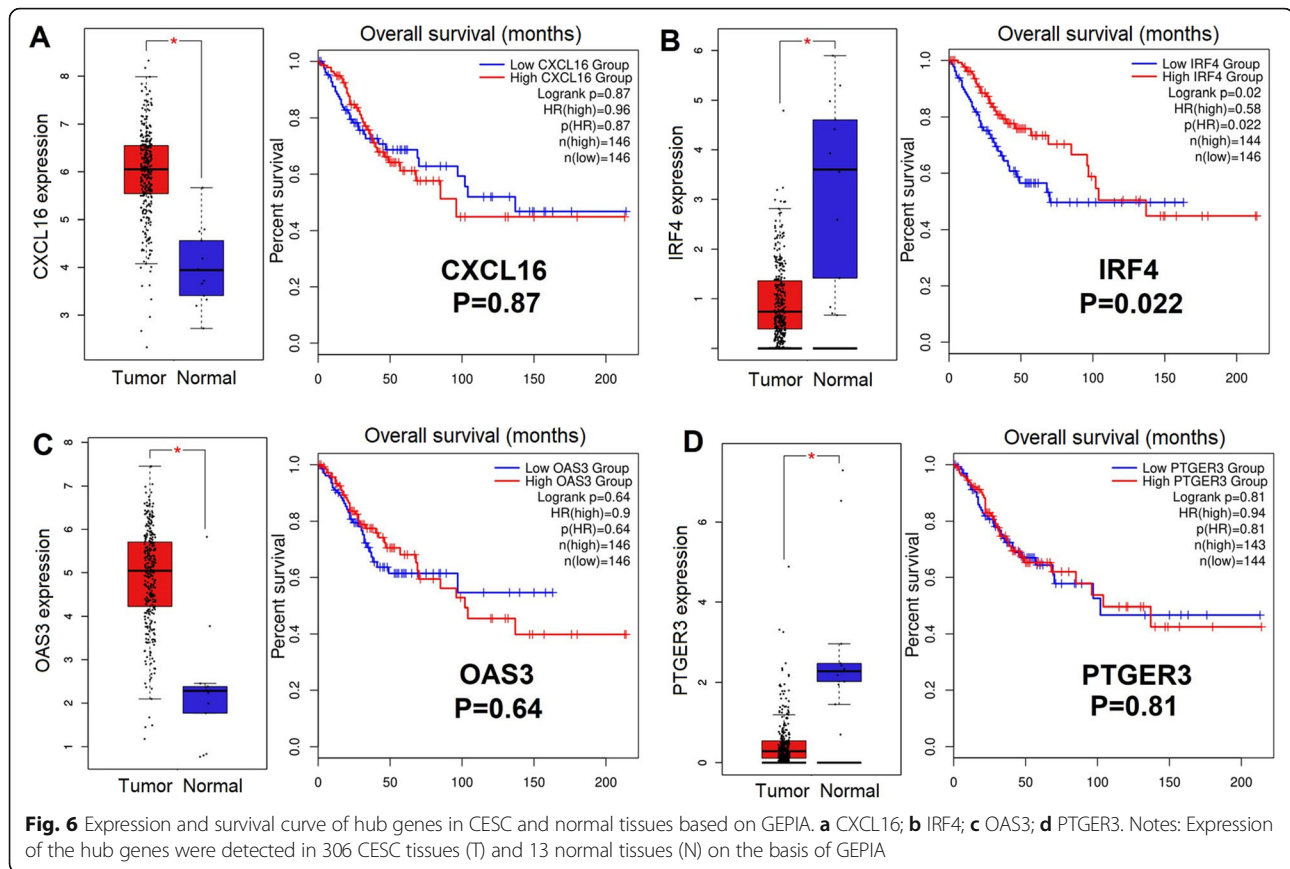 A
*
CXCL16 expression
8
7
6
5
4
3
Tumor Normal
Overall survival (months)
Low CXCL16 Group
High CXCL16 Group
Logrank p=0.87
HR(high)=0.96
p(HR)=0.87
n(high)=146
n(low)=146
Percent survival
1.0
0.8
0.6
0.4
0.2
0.0
CXCL16
P=0.87
0 50 100 150 200
B
*
IRF4 expression
6
5
4
3
2
1
0
Tumor Normal
Overall survival (months)
Low IRF4 Group
High IRF4 Group
Logrank p=0.02
HR(high)=0.58
p(HR)=0.022
n(high)=144
n(low)=146
Percent survival
1.0
0.8
0.6
0.4
0.2
0.0
IRF4
P=0.022
0 50 100 150 200
C
*
OAS3 expression
8
7
6
5
4
3
2
1
Tumor Normal
Overall survival (months)
Low OAS3 Group
High OAS3 Group
Logrank p=0.64
HR(high)=0.9
p(HR)=0.64
n(high)=146
n(low)=146
Percent survival
1.0
0.8
0.6
0.4
0.2
0.0
OAS3
P=0.64
0 50 100 150 200
D
*
PTGER3 expression
6
4
2
0
Tumor Normal
Overall survival (months)
Low PTGER3 Group
High PTGER3 Group
Logrank p=0.81
HR(high)=0.94
p(HR)=0.81
n(high)=143
n(low)=144
Percent survival
1.0
0.8
0.6
0.4
0.2
0.0
PTGER3
P=0.81
0 50 100 150 200
Fig. 6 Expression and survival curve of hub genes in CESC and normal tissues based on GEPIA. a CXCL16; b IRF4; c OAS3; d PTGER3. Notes: Expression
of the hub genes were detected in 306 CESC tissues (T) and 13 normal tissues (N) on the basis of GEPIA